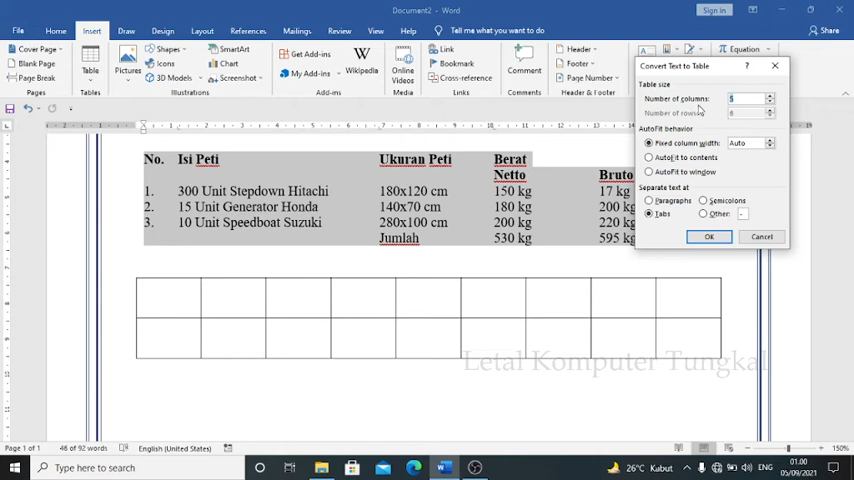 Document2 - Word
Sign in
File Home Insert Draw Design Layout References Mailings Review View Help Tell me what you want to do
Cover Page
Blank Page
Page Break
Pages
Table
Tables
Pictures
Shapes
Icons
3D Models
SmartArt
Chart
Screenshot
Illustrations
Get Add-ins
My Add-ins
Wikipedia
Add-ins
Online
Videos
Media
Link
Bookmark
Cross-reference
Links
Comment
Comments
Header
Footer
Page Number
Header & Footer
Equation
Convert Text to Table ?
Table size
Number of columns: 5
Number of rows: 6
AutoFit behavior
Fixed column width: Auto
AutoFit to contents
AutoFit to window
Separate text at
Paragraphs Semicolons
Tabs Other: -
OK Cancel
No. Isi Peti Ukuran Peti Berat
Netto Bruto
1. 300 Unit Stepdown Hitachi 180x120 cm 150 kg 17 kg
2. 15 Unit Generator Honda 140x70 cm 180 kg 200 kg
3. 10 Unit Speedboat Suzuki 280x100 cm 200 kg 220 kg
Jumlah 530 kg 595 kg
Letal Komputer Tungkal
Page 1 of 1 46 of 92 words English (United States) 150%
Type here to search
26°C Kabut
ENG
01.00
05/09/2021